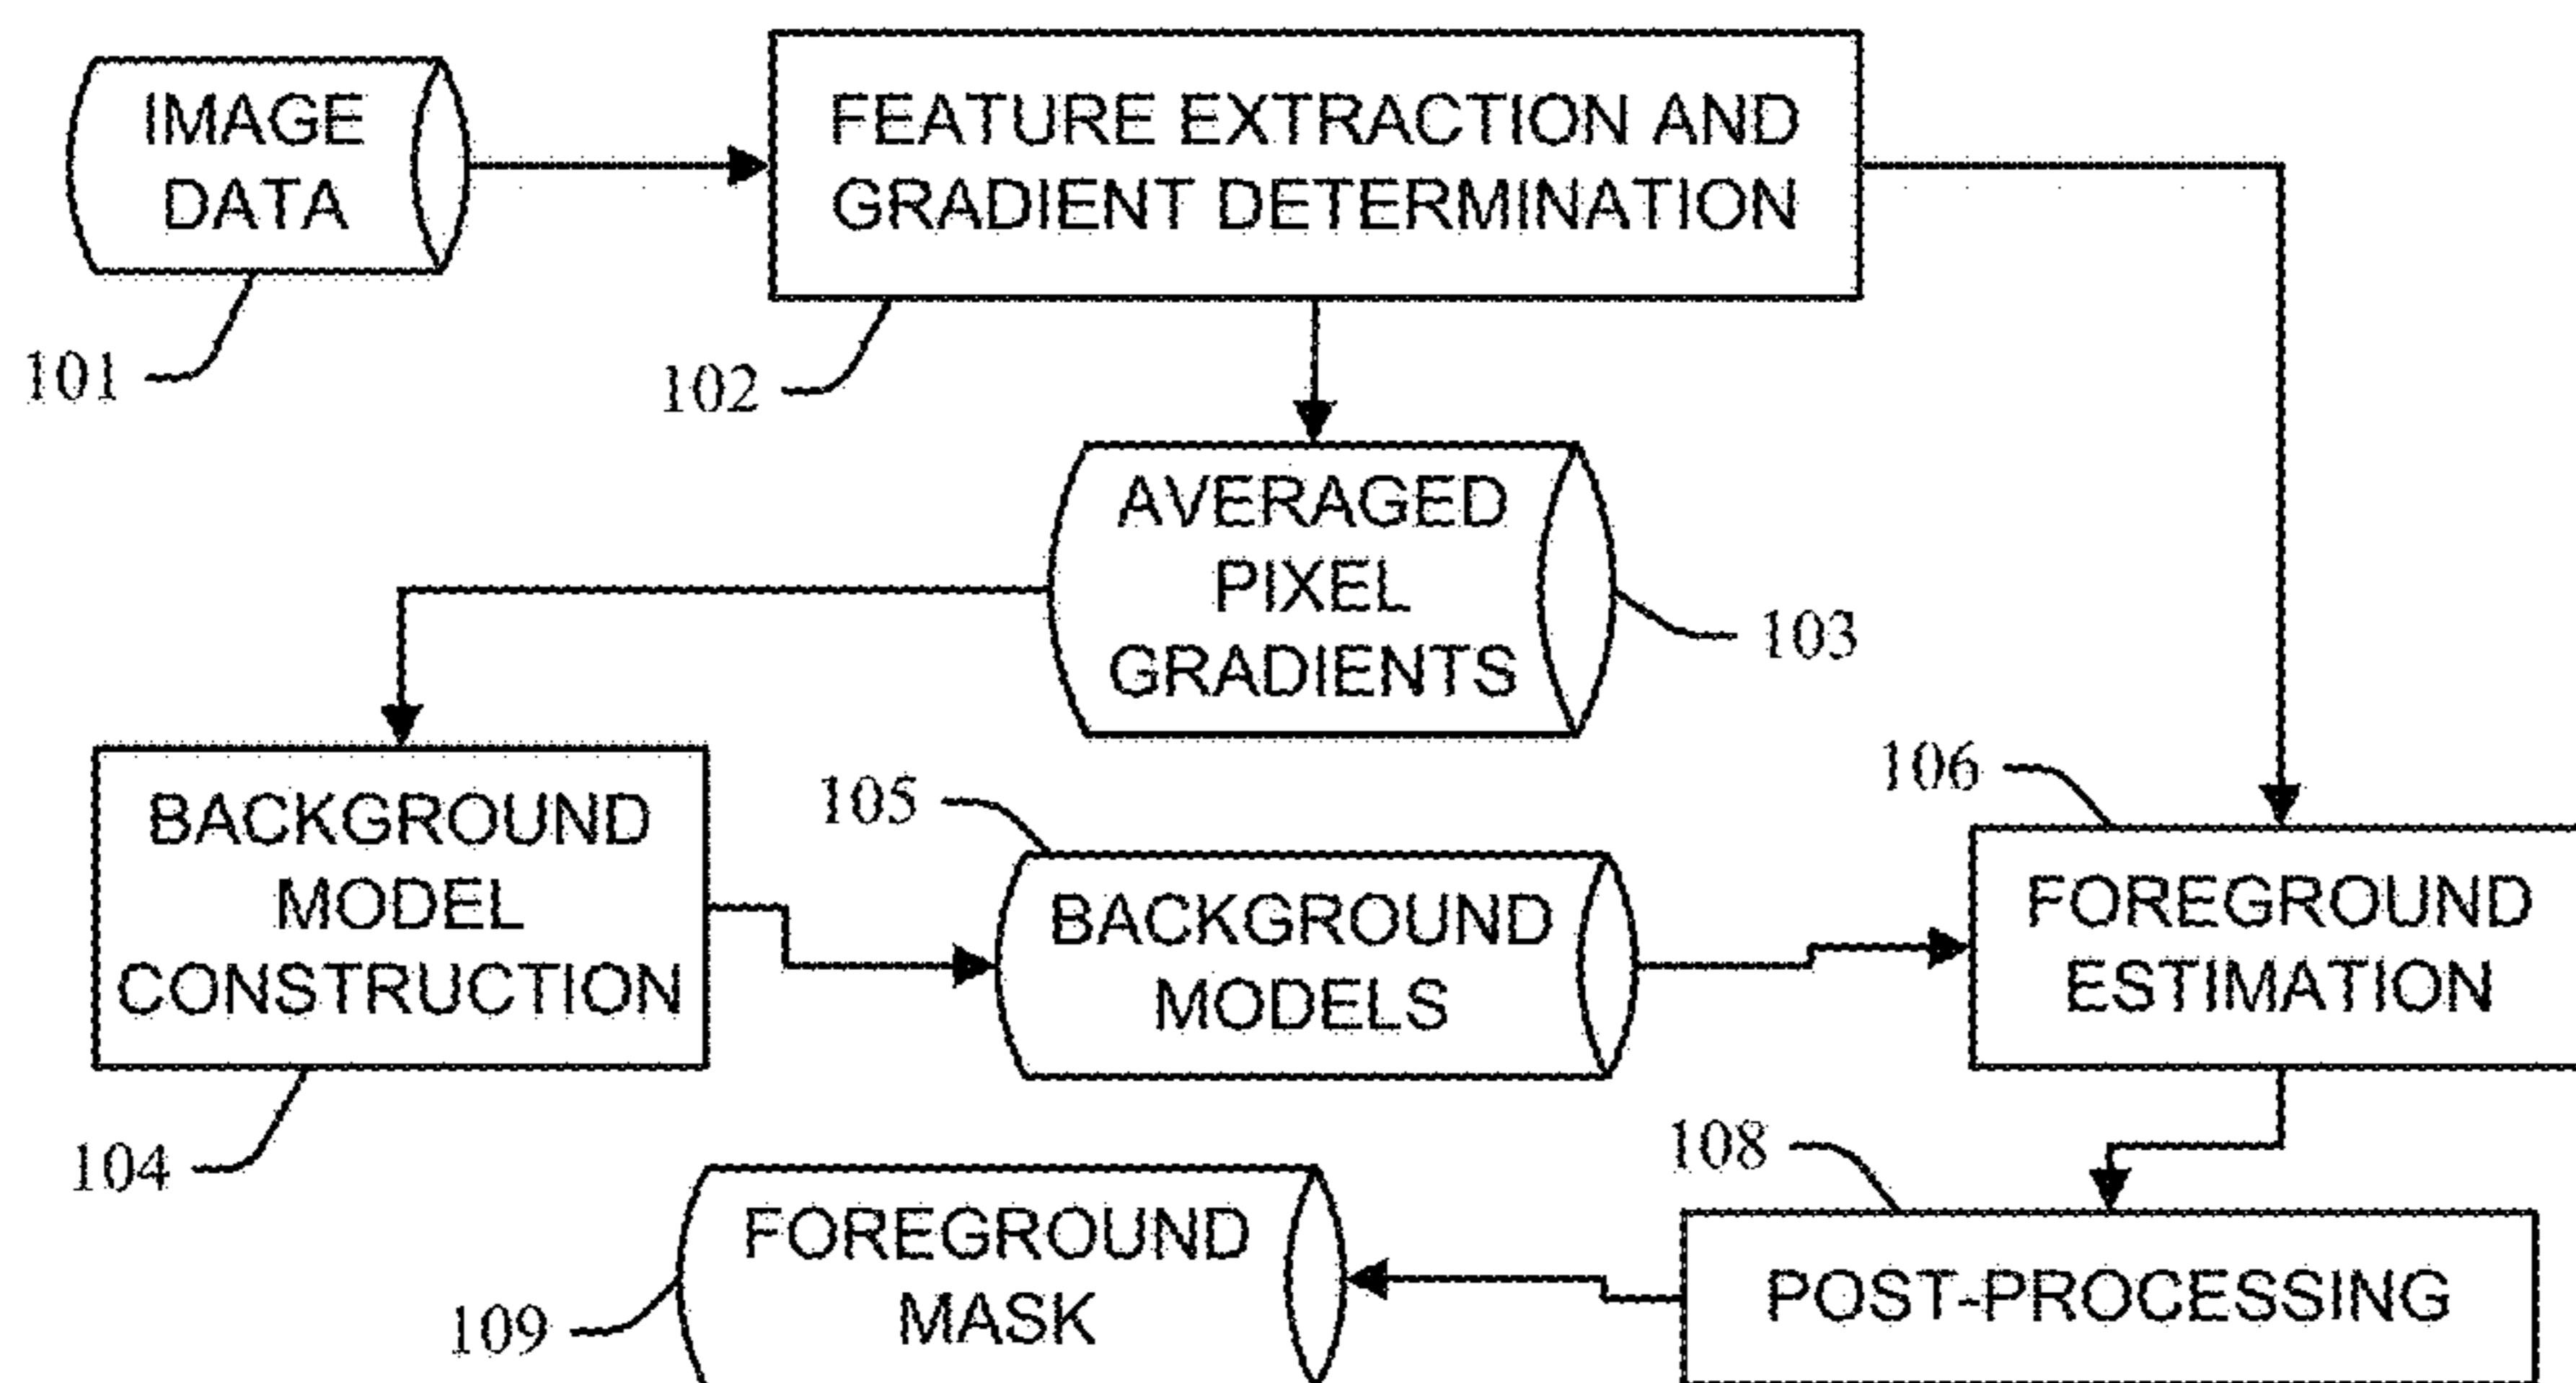 IMAGE
DATA
101
FEATURE EXTRACTION AND
GRADIENT DETERMINATION
102
AVERAGED
PIXEL
GRADIENTS
103
BACKGROUND
MODEL
CONSTRUCTION
104
105
BACKGROUND
MODELS
106
FOREGROUND
ESTIMATION
108
POST-PROCESSING
FOREGROUND
MASK
109